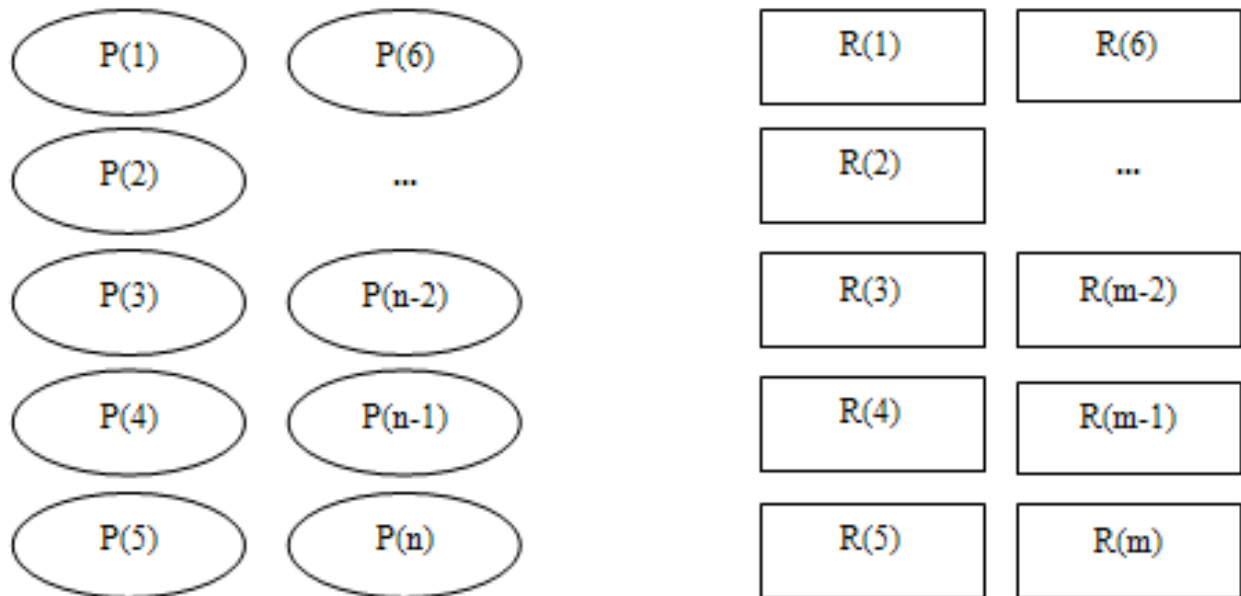 P(1) P(6) R(1) R(6)
P(2) ... R(2) ...
P(3) P(n-2) R(3) R(m-2)
P(4) P(n-1) R(4) R(m-1)
P(5) P(n) R(5) R(m)